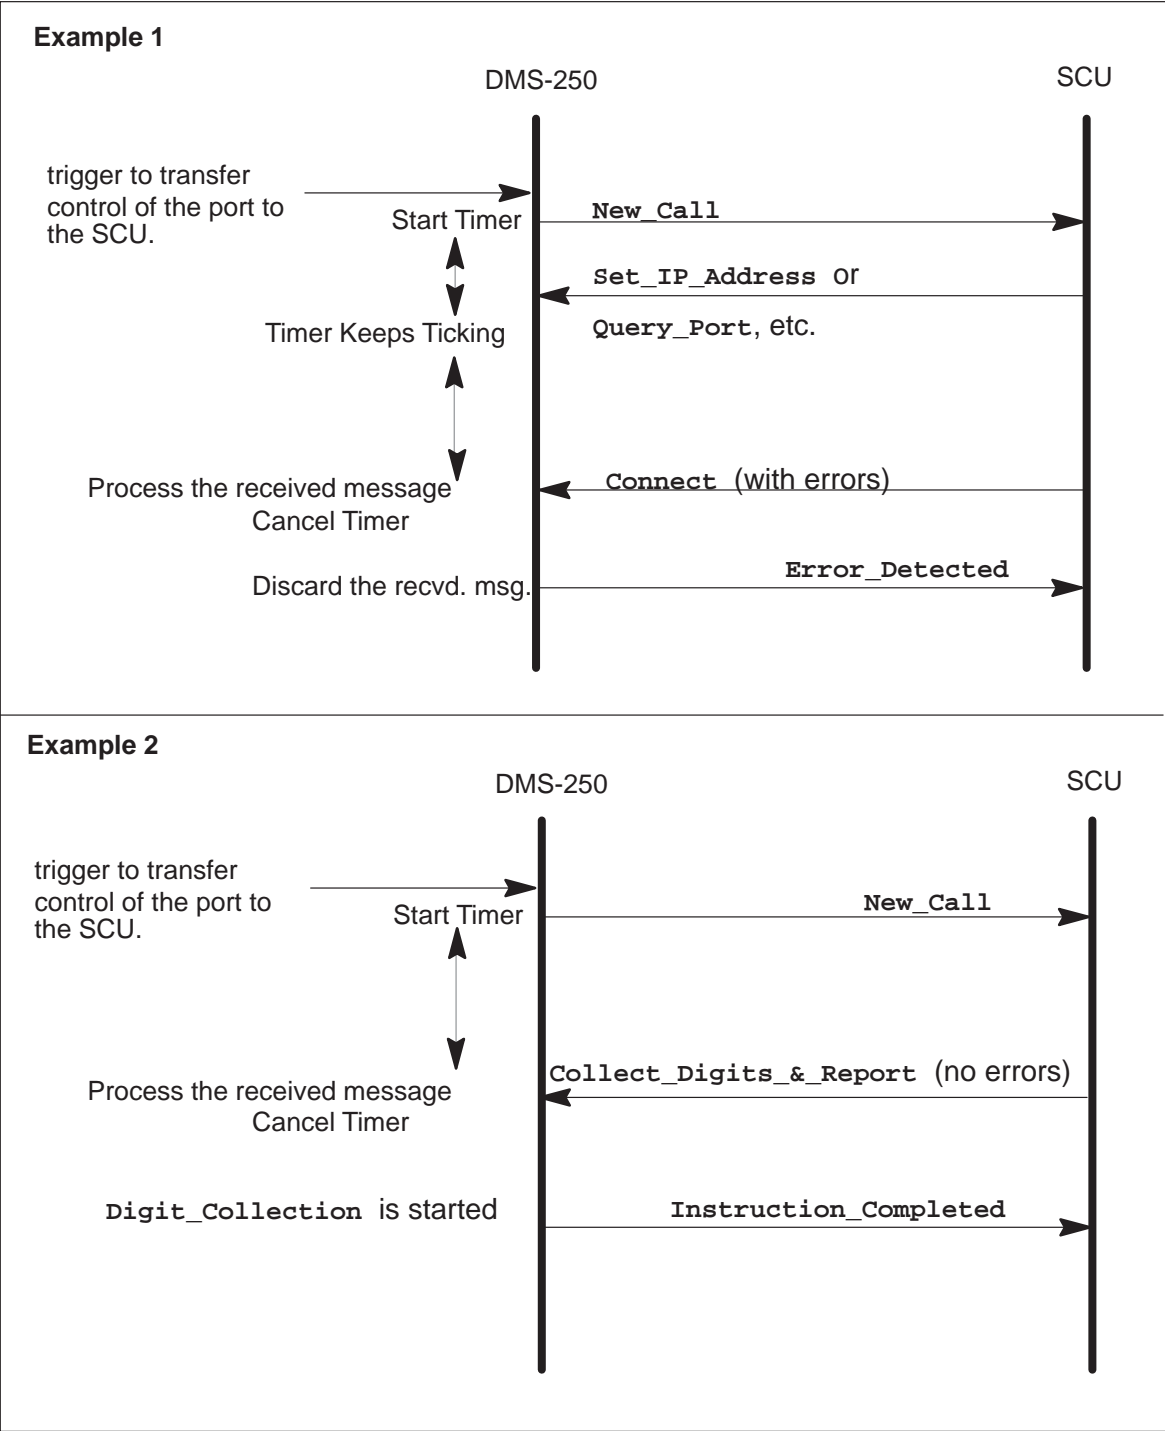 Example 1
DMS-250
SCU
trigger to transfer
control of the port to
the SCU.
Start Timer
New_Call
Set_IP_Address or
Timer Keeps Ticking
Query_Port, etc.
Process the received message
Connect (with errors)
Cancel Timer
Discard the recvd. msg.
Error_Detected
Example 2
DMS-250
SCU
trigger to transfer
control of the port to
the SCU.
Start Timer
New_Call
Collect_Digits_&_Report (no errors)
Process the received message
Cancel Timer
Digit_Collection is started
Instruction_Completed